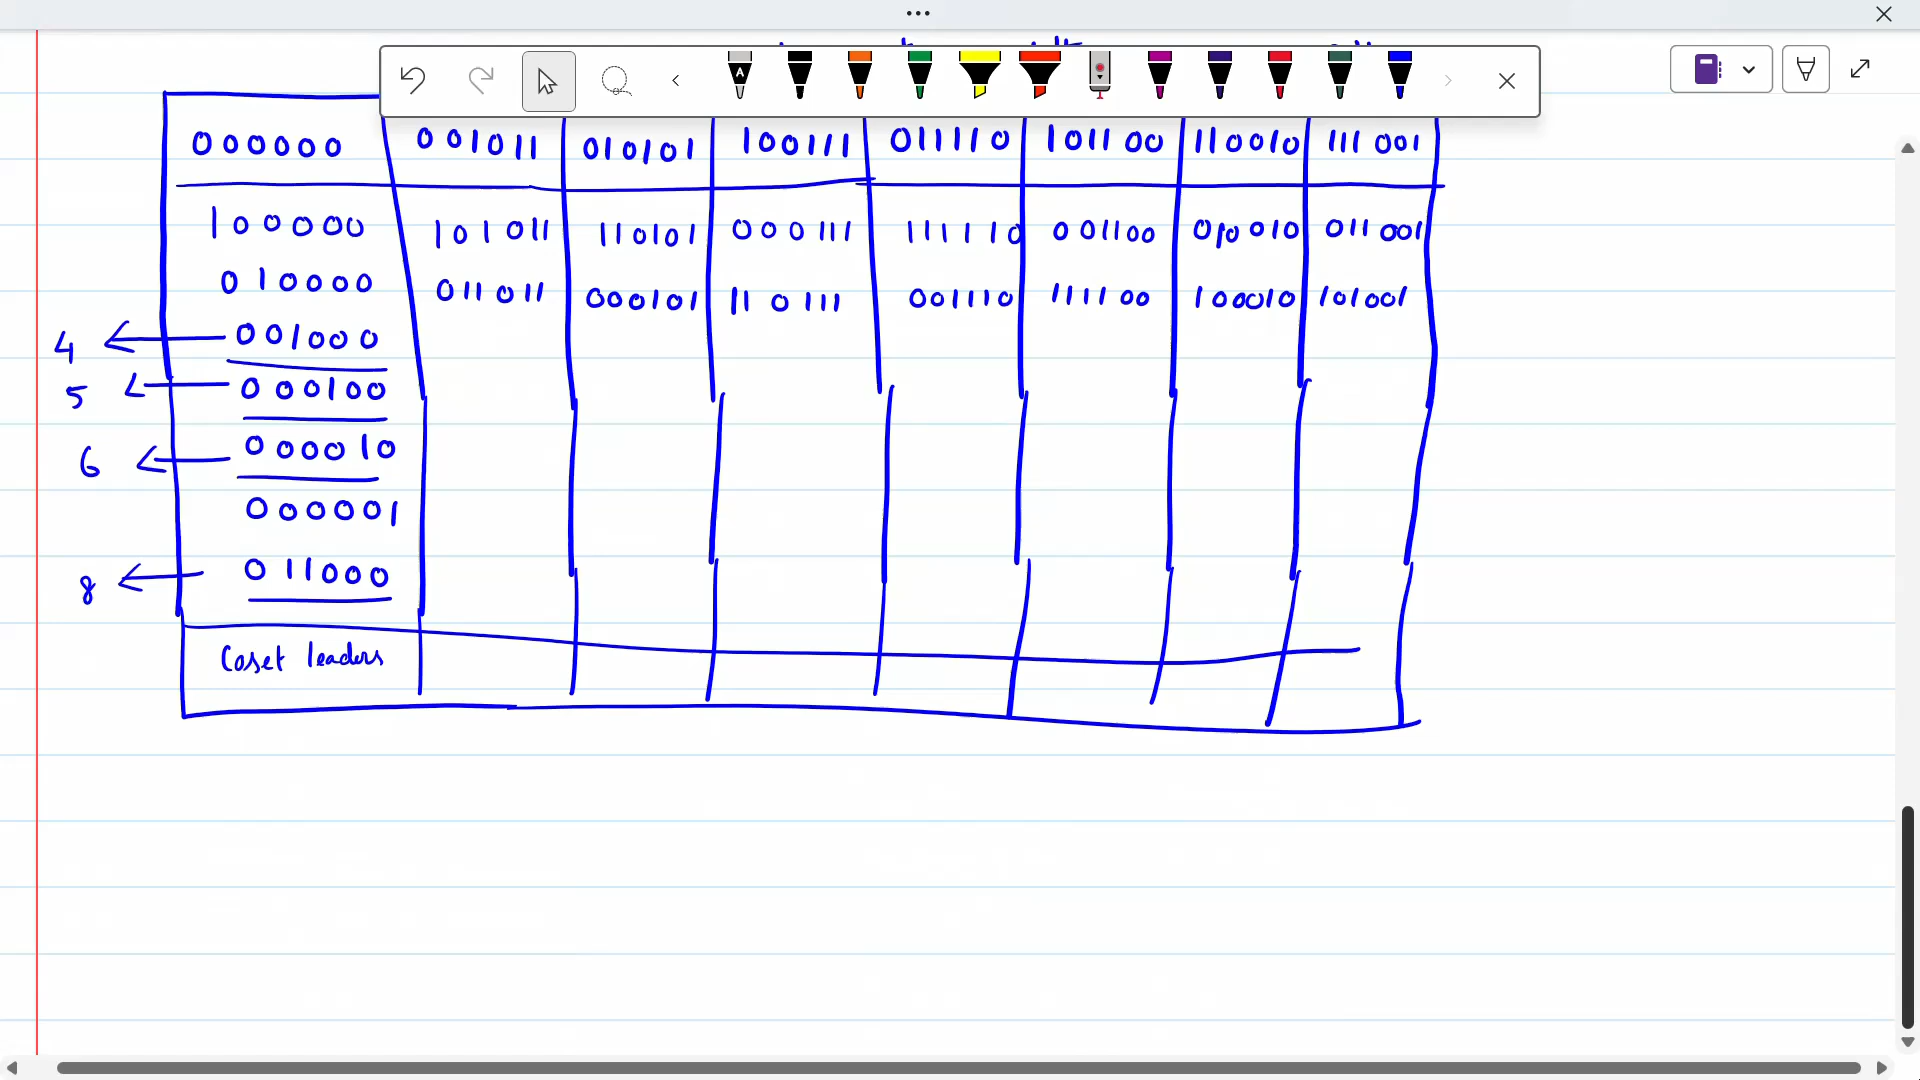 000000 001011 010101 100111 011110 101100 110010 111001
100000 101011 110101 000111 111110 001100 010010 011001
010000 011011 000101 110111 001110 111100 100010 101001
4 ← 001000
5 ← 000100
6 ← 000010
000001
8 ← 011000
Coset leaders